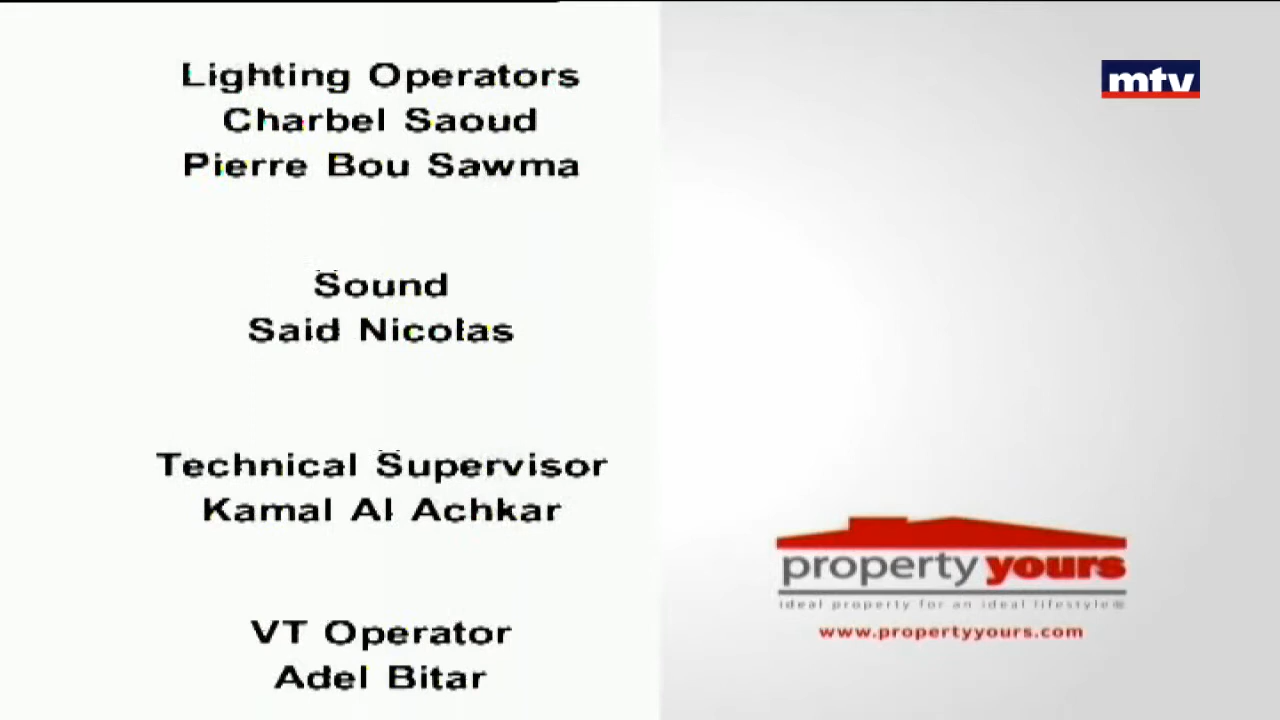 Lighting Operators
Charbel Saoud
Pierre Bou Sawma
Sound
Said Nicolas
Technical Supervisor
Kamal Al Achkar
VT Operator
Adel Bitar
mtv
property yours
ideal property for an ideal lifestyle®
www.propertyyours.com